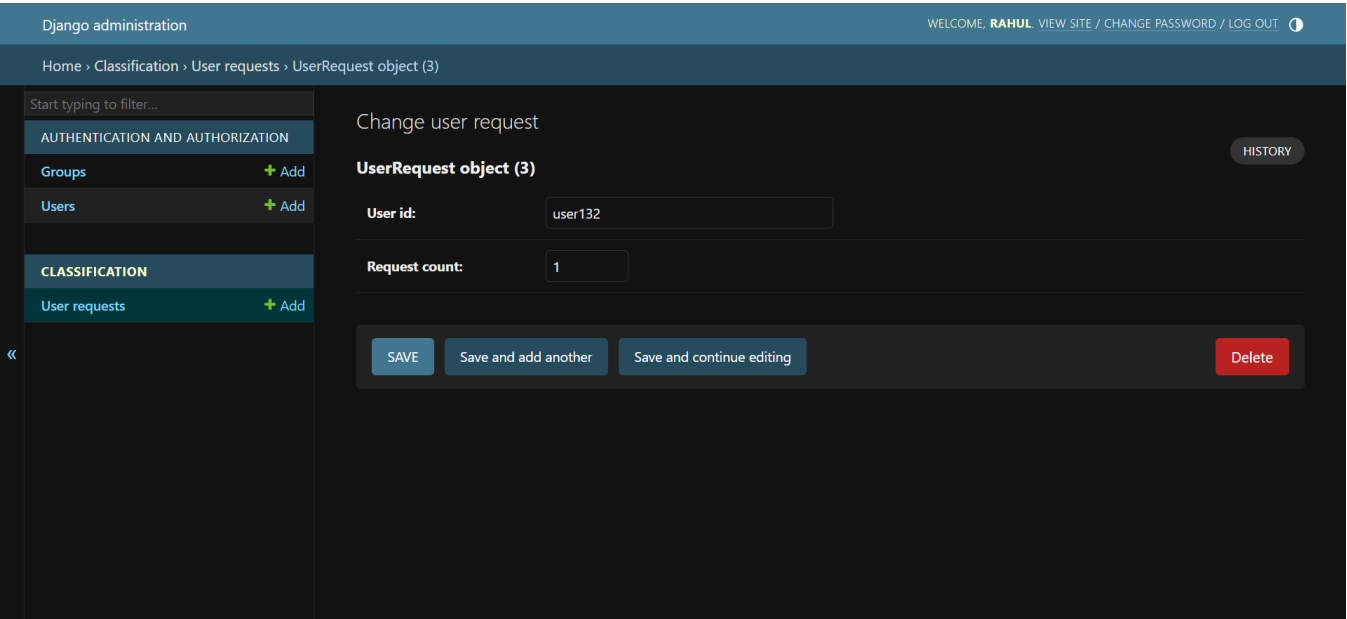 Django administration
WELCOME, RAHUL. VIEW SITE / CHANGE PASSWORD / LOG OUT
Home › Classification › User requests › UserRequest object (3)
Start typing to filter...
AUTHENTICATION AND AUTHORIZATION
Groups + Add
Users + Add
CLASSIFICATION
User requests + Add
«
Change user request
HISTORY
UserRequest object (3)
User id: user132
Request count: 1
SAVE Save and add another Save and continue editing Delete